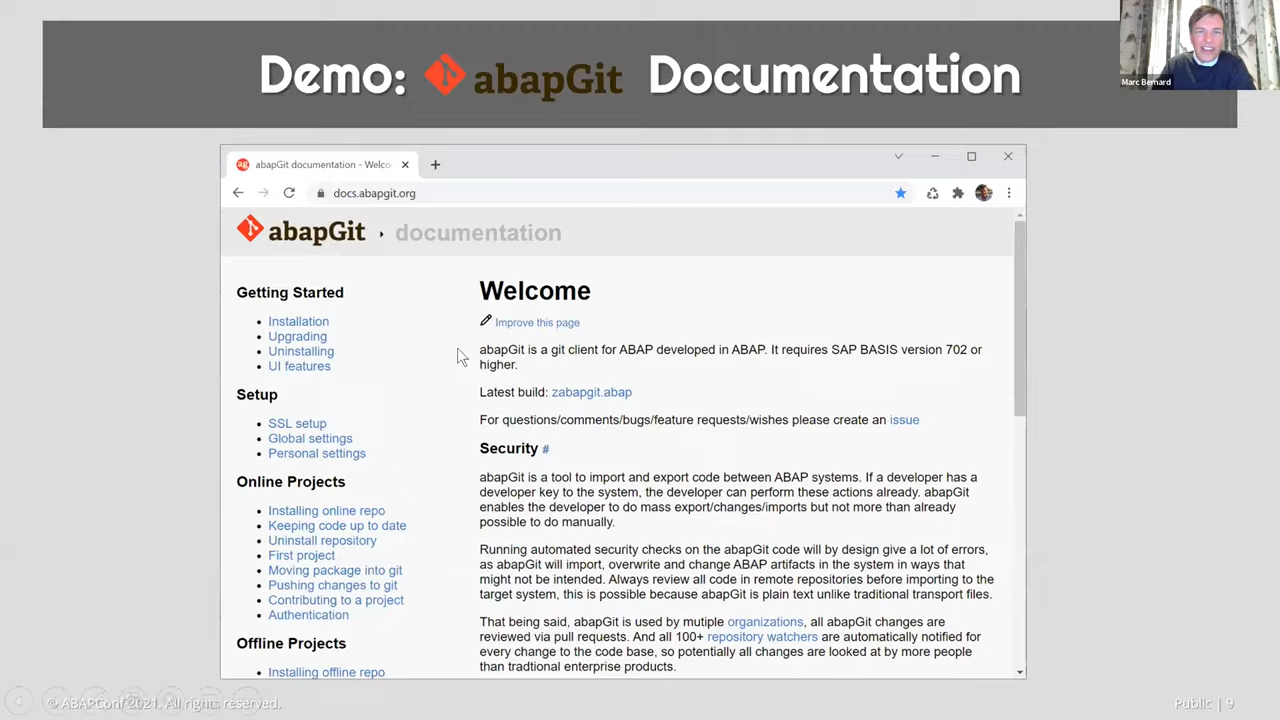 Demo: abapGit Documentation
Marc Bernard
abapGit documentation - Welco
docs.abapgit.org
abapGit documentation
Getting Started
Installation
Upgrading
Uninstalling
UI features
Setup
SSL setup
Global settings
Personal settings
Online Projects
Installing online repo
Keeping code up to date
Uninstall repository
First project
Moving package into git
Pushing changes to git
Contributing to a project
Authentication
Offline Projects
Installing offline repo
Welcome
Improve this page
abapGit is a git client for ABAP developed in ABAP. It requires SAP BASIS version 702 or
higher.
Latest build: zabapgit.abap
For questions/comments/bugs/feature requests/wishes please create an issue
Security #
abapGit is a tool to import and export code between ABAP systems. If a developer has a
developer key to the system, the developer can perform these actions already. abapGit
enables the developer to do mass export/changes/imports but not more than already
possible to do manually.
Running automated security checks on the abapGit code will by design give a lot of errors,
as abapGit will import, overwrite and change ABAP artifacts in the system in ways that
might not be intended. Always review all code in remote repositories before importing to the
target system, this is possible because abapGit is plain text unlike traditional transport files.
That being said, abapGit is used by mutiple organizations, all abapGit changes are
reviewed via pull requests. And all 100+ repository watchers are automatically notified for
every change to the code base, so potentially all changes are looked at by more people
than tradtional enterprise products.
© ABAPConf 2021. All rights reserved.
Public | 9